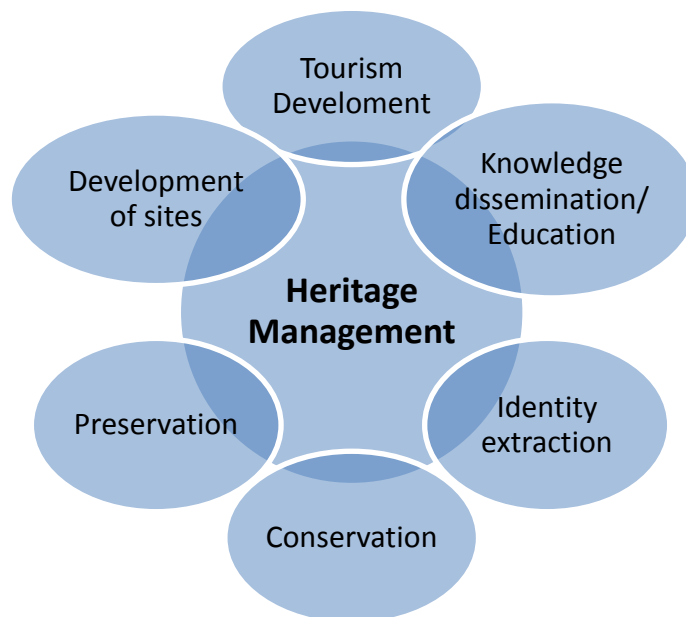 Tourism
Develoment
Knowledge
dissemination/
Education
Development
of sites
Heritage
Management
Identity
extraction
Preservation
Conservation